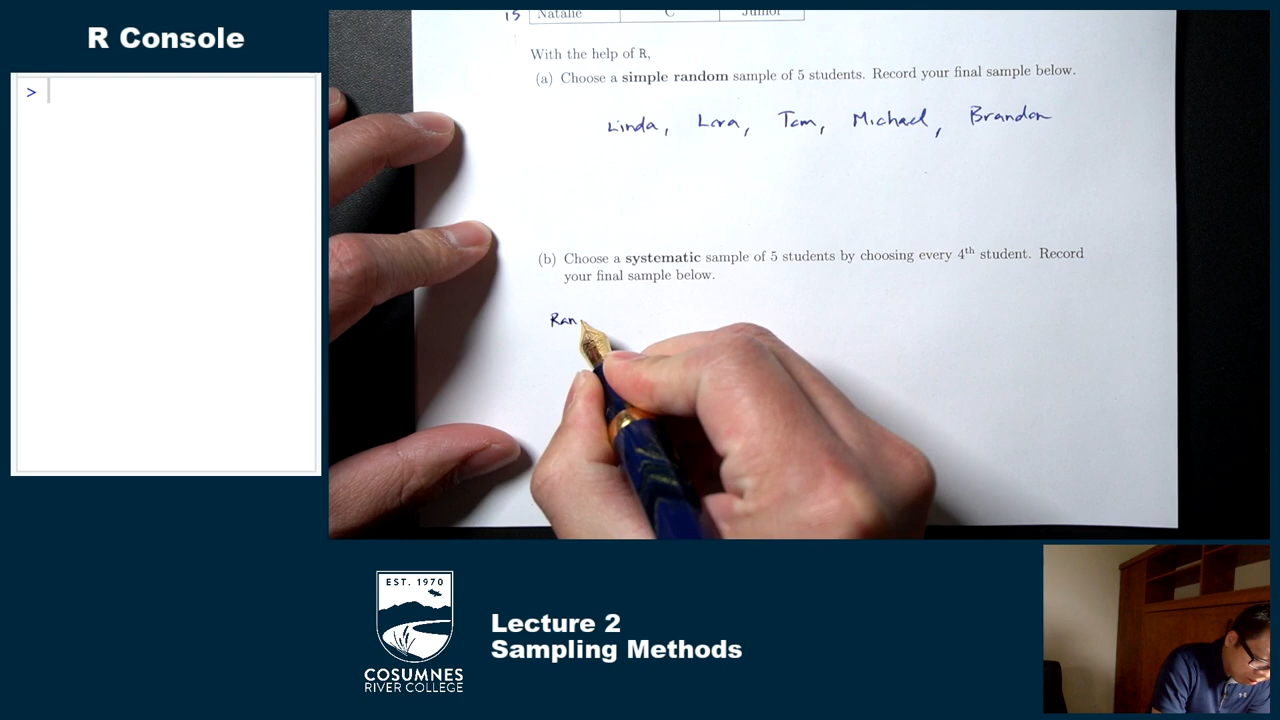 R Console
>
15 Natalie C Junior
With the help of R,
(a) Choose a simple random sample of 5 students. Record your final sample below.
Linda, Lora, Tom, Michael, Brandon
(b) Choose a systematic sample of 5 students by choosing every 4th student. Record
your final sample below.
Ran
EST. 1970
COSUMNES
RIVER COLLEGE
Lecture 2
Sampling Methods